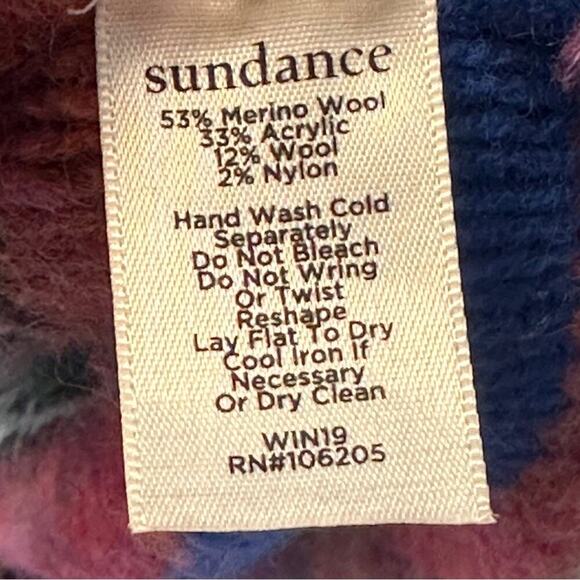 sundance
53% Merino Wool
33% Acrylic
12% Wool
2% Nylon
Hand Wash Cold
Separately
Do Not Bleach
Do Not Wring
Or Twist
Reshape
Lay Flat To Dry
Cool Iron If
Necessary
Or Dry Clean
WIN19
RN#106205